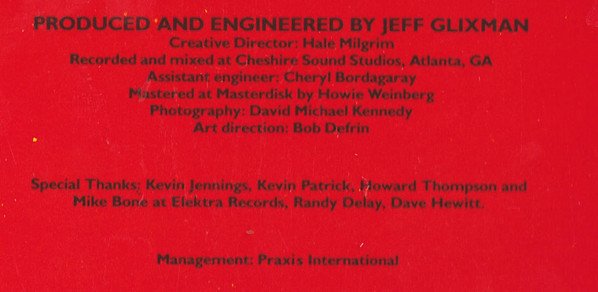 PRODUCED AND ENGINEERED BY JEFF GLIXMAN
Creative Director: Hale Milgrim
Recorded and mixed at Cheshire Sound Studios, Atlanta, GA
Assistant engineer: Cheryl Bordagaray
Mastered at Masterdisk by Howie Weinberg
Photography: David Michael Kennedy
Art direction: Bob Defrin
Special Thanks: Kevin Jennings, Kevin Patrick, Howard Thompson and
Mike Bone at Elektra Records, Randy Delay, Dave Hewitt.
Management: Praxis International